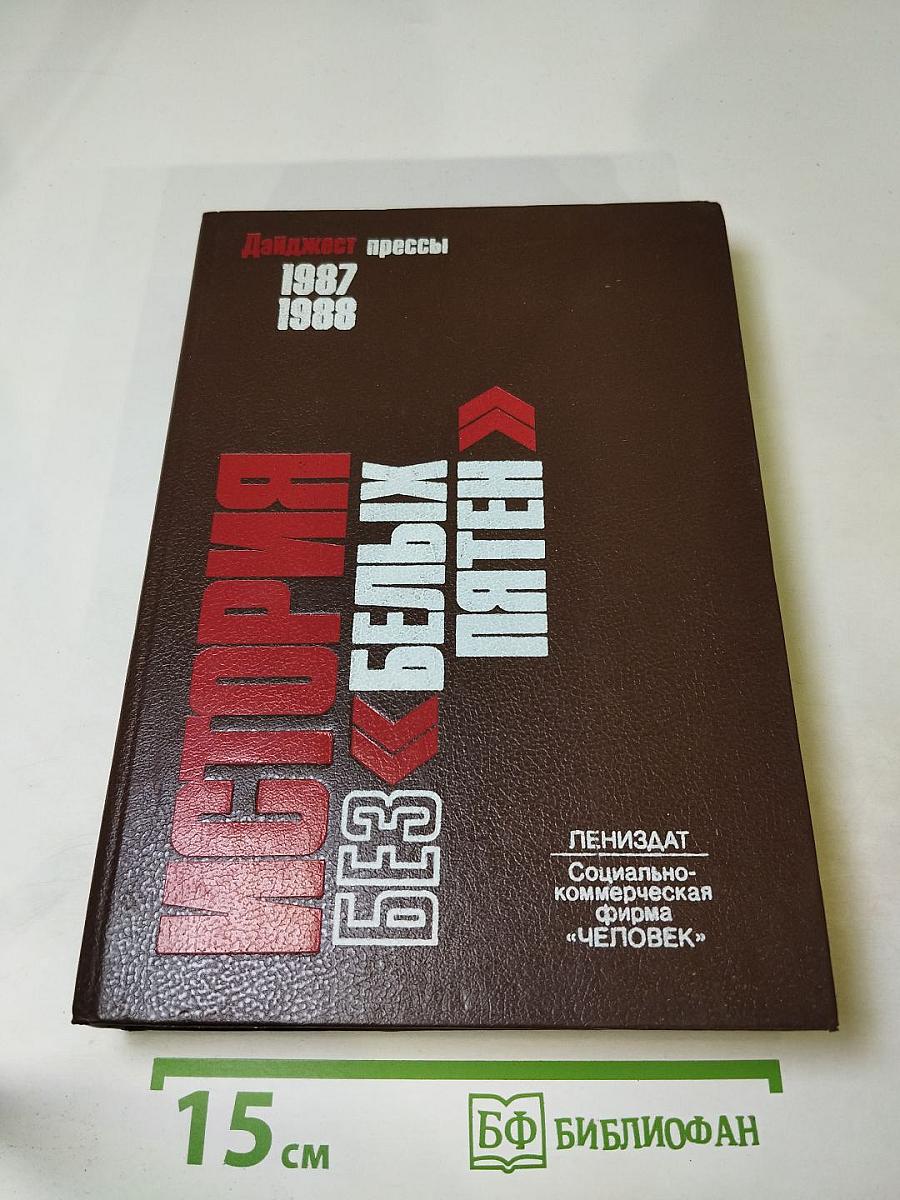 Дайджест прессы
1987
1988
ИСТОРИЯ
БЕЗ «БЕЛЫХ
ПЯТЕН»
ЛЕНИЗДАТ
Социально-
коммерческая
фирма
«ЧЕЛОВЕК»
15 см
БФ БИБЛИОФАН